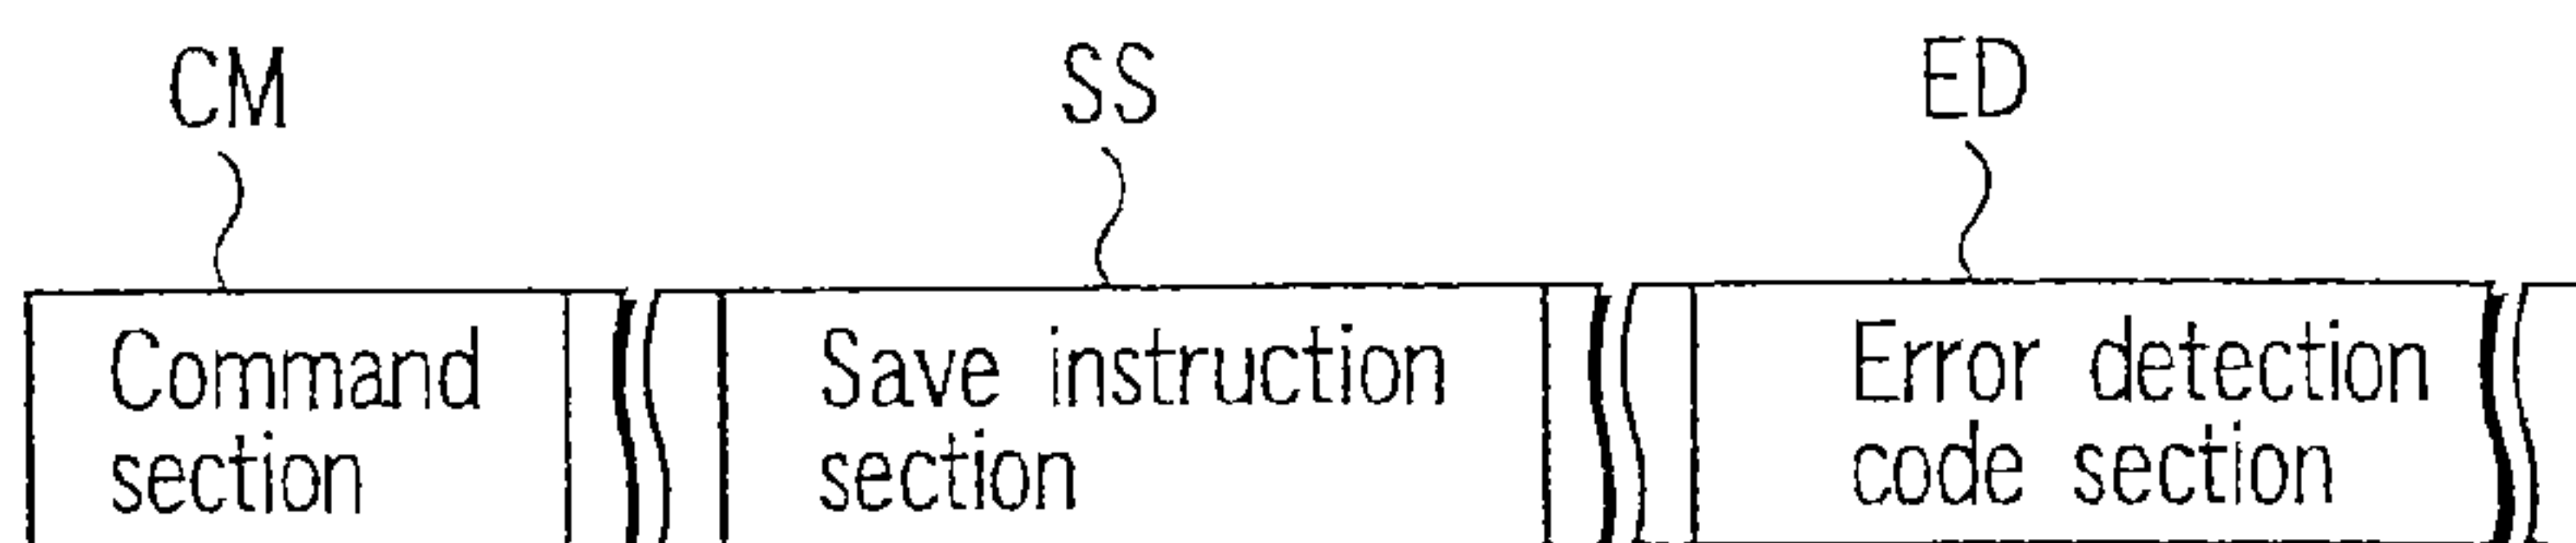 CM SS ED
Command section
Save instruction section
Error detection code section